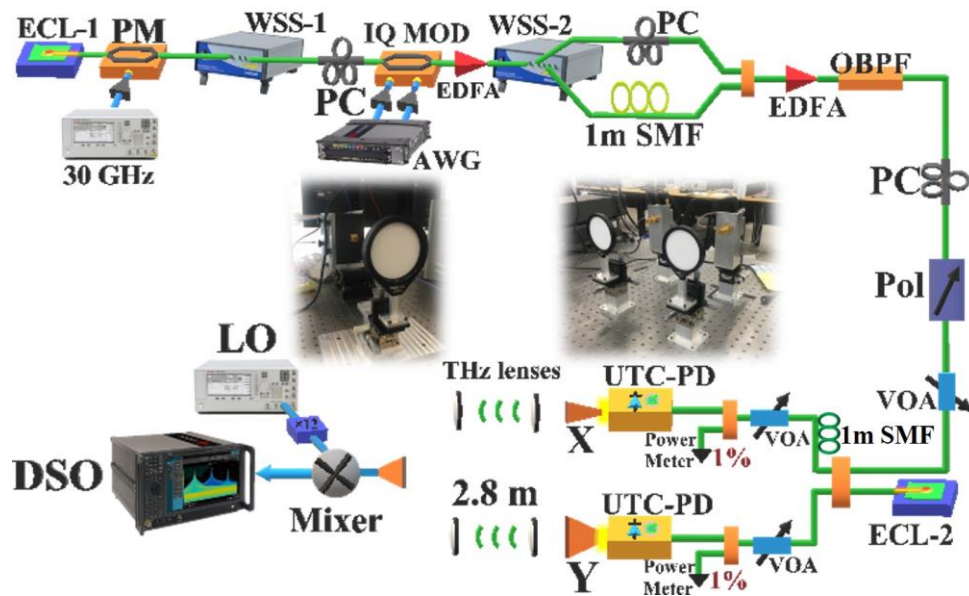 ECL-1
PM
WSS-1
IQ MOD
WSS-2
PC
OBPF
PC
EDFA
1m SMF
EDFA
30 GHz
AWG
PC
Pol
LO
THz lenses
UTC-PD
VOA
×12
X
Power
Meter
1%
VOA
1m SMF
DSO
Mixer
2.8 m
UTC-PD
ECL-2
Y
Power
Meter
1%
VOA